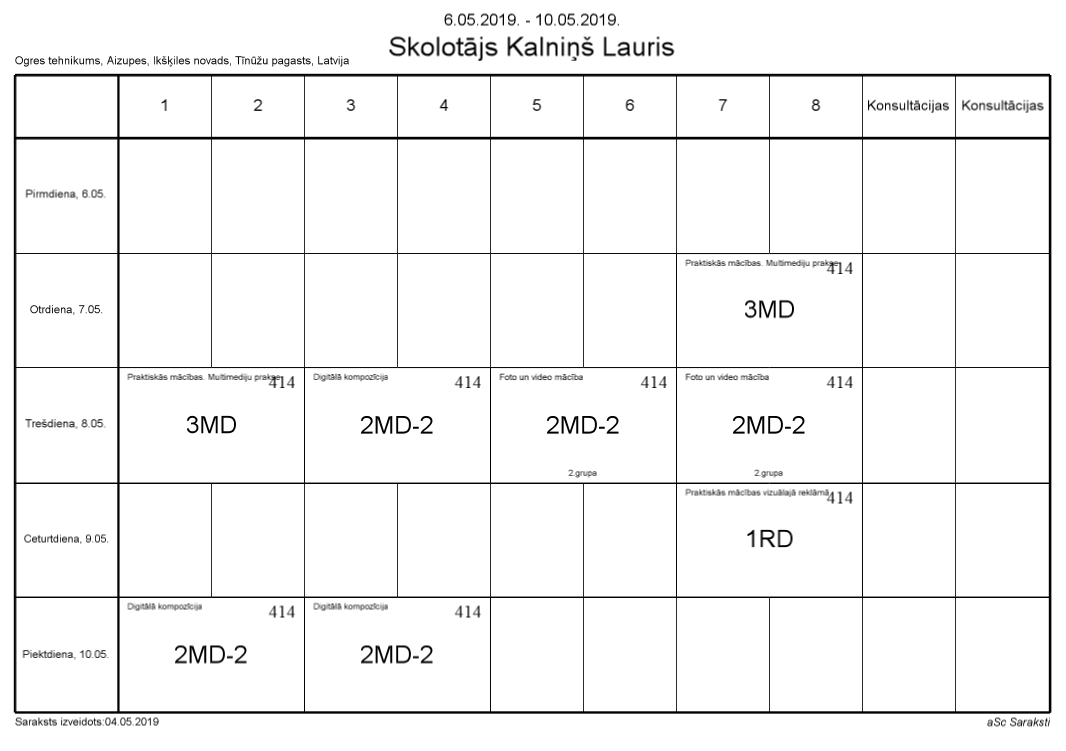 6.05.2019. - 10.05.2019.
Skolotājs Kalniņš Lauris
Ogres tehnikums, Aizupes, Ikšķiles novads, Tīnūžu pagasts, Latvija
1 2 3 4 5 6 7 8 Konsultācijas Konsultācijas
Pirmdiena, 6.05.
Praktiskās mācības. Multimediju prakse 414
Otrdiena, 7.05. 3MD
Praktiskās mācības. Multimediju prakse 414 Digitālā kompozīcija 414 Foto un video mācība 414 Foto un video mācība 414
Trešdiena, 8.05. 3MD 2MD-2 2MD-2 2MD-2
2.grupa 2.grupa
Praktiskās mācības vizuālajā reklāmā 414
Ceturtdiena, 9.05. 1RD
Digitālā kompozīcija 414 Digitālā kompozīcija 414
Piektdiena, 10.05. 2MD-2 2MD-2
Saraksts izveidots:04.05.2019 aSc Saraksti